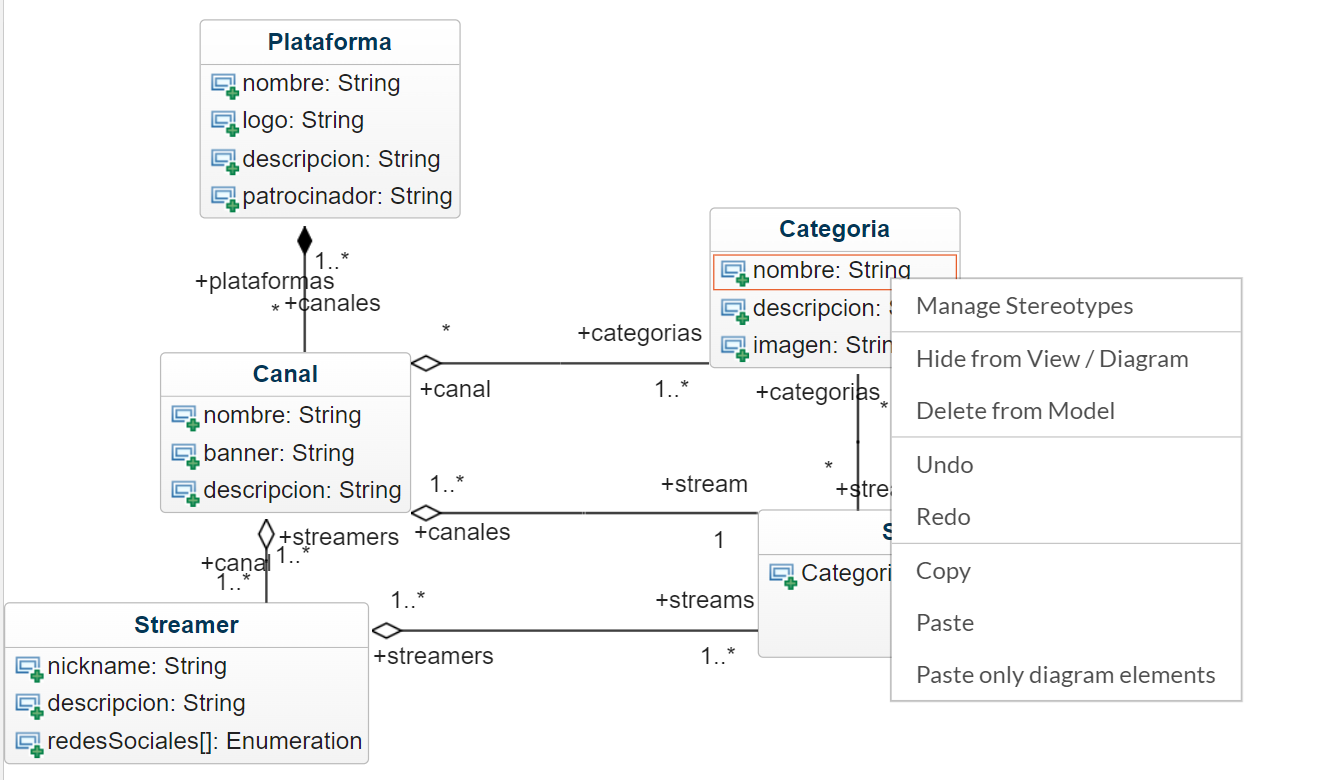 Plataforma
nombre: String
logo: String
descripcion: String
patrocinador: String
1..*
+plataformas
* +canales
Canal
nombre: String
banner: String
descripcion: String
*
+categorias
+canal
1..*
Categoria
nombre: String
descripcion:
imagen: Strin
+categorias
*
*
+stre
1..*
+stream
+canales
1
S
Categori
+streamers
1..*
+canal
1..*
1..*
+streams
+streamers
1..*
Streamer
nickname: String
descripcion: String
redesSociales[]: Enumeration
Manage Stereotypes
Hide from View / Diagram
Delete from Model
Undo
Redo
Copy
Paste
Paste only diagram elements